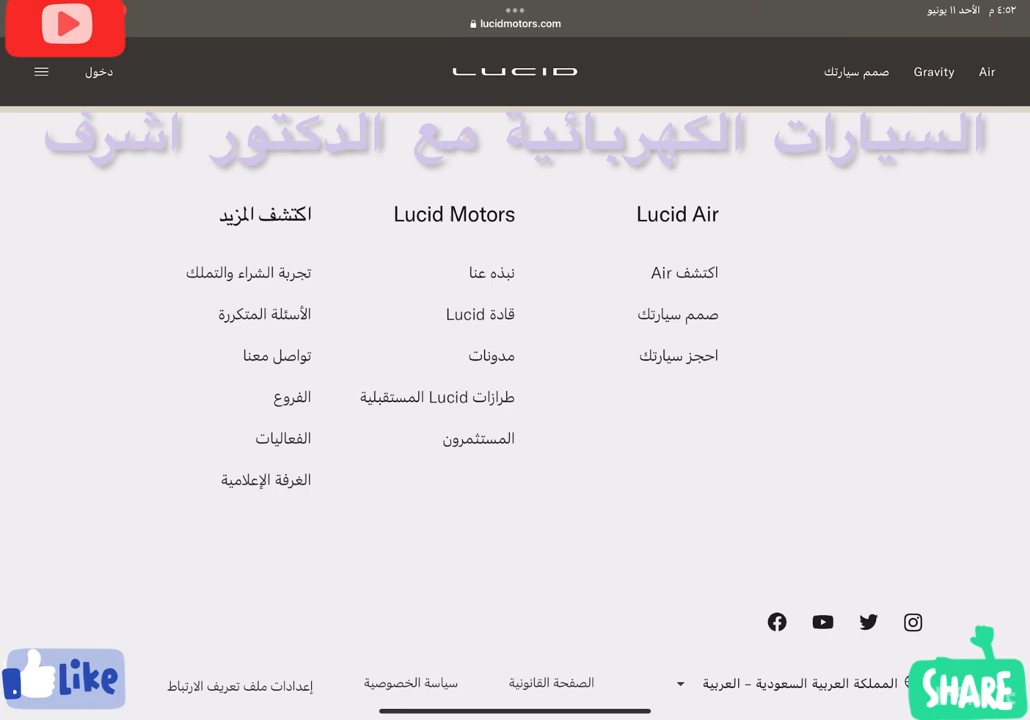 ٤:٥٢ م الأحد ١١ يونيو
lucidmotors.com
Air
Gravity
صمم سيارتك
LUCID
دخول
السيارات الكهربائية مع الدكتور اشرف
Lucid Air
اكتشف Air
صمم سيارتك
احجز سيارتك
Lucid Motors
نبذه عنا
قادة Lucid
مدونات
طرازات Lucid المستقبلية
المستثمرون
اكتشف المزيد
تجربة الشراء والتملك
الأسئلة المتكررة
تواصل معنا
الفروع
الفعاليات
الغرفة الإعلامية
المملكة العربية السعودية – العربية
الصفحة القانونية
سياسة الخصوصية
إعدادات ملف تعريف الارتباط
Like
SHARE